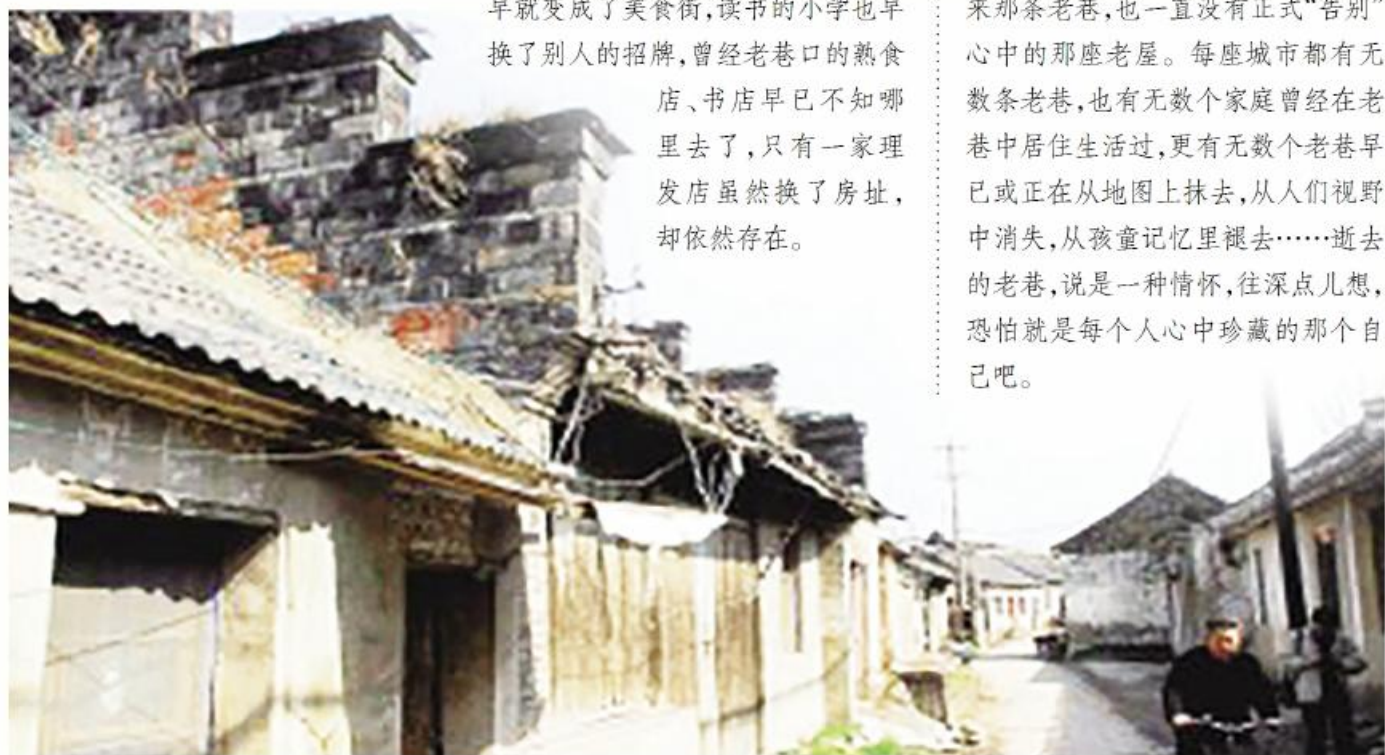 早就变成了美食街,读书的小学也早
换了别人的招牌,曾经老巷口的熟食
店、书店早已不知哪
里去了,只有一家理
发店虽然换了房址,
却依然存在。
来那条老巷,也一直没有正式“告别”
心中的那座老屋。每座城市都有无
数条老巷,也有无数个家庭曾经在老
巷中居住生活过,更有无数个老巷早
已或正在从地图上抹去,从人们视野
中消失,从孩童记忆里褪去……逝去
的老巷,说是一种情怀,往深点儿想,
恐怕就是每个人心中珍藏的那个自
己吧。